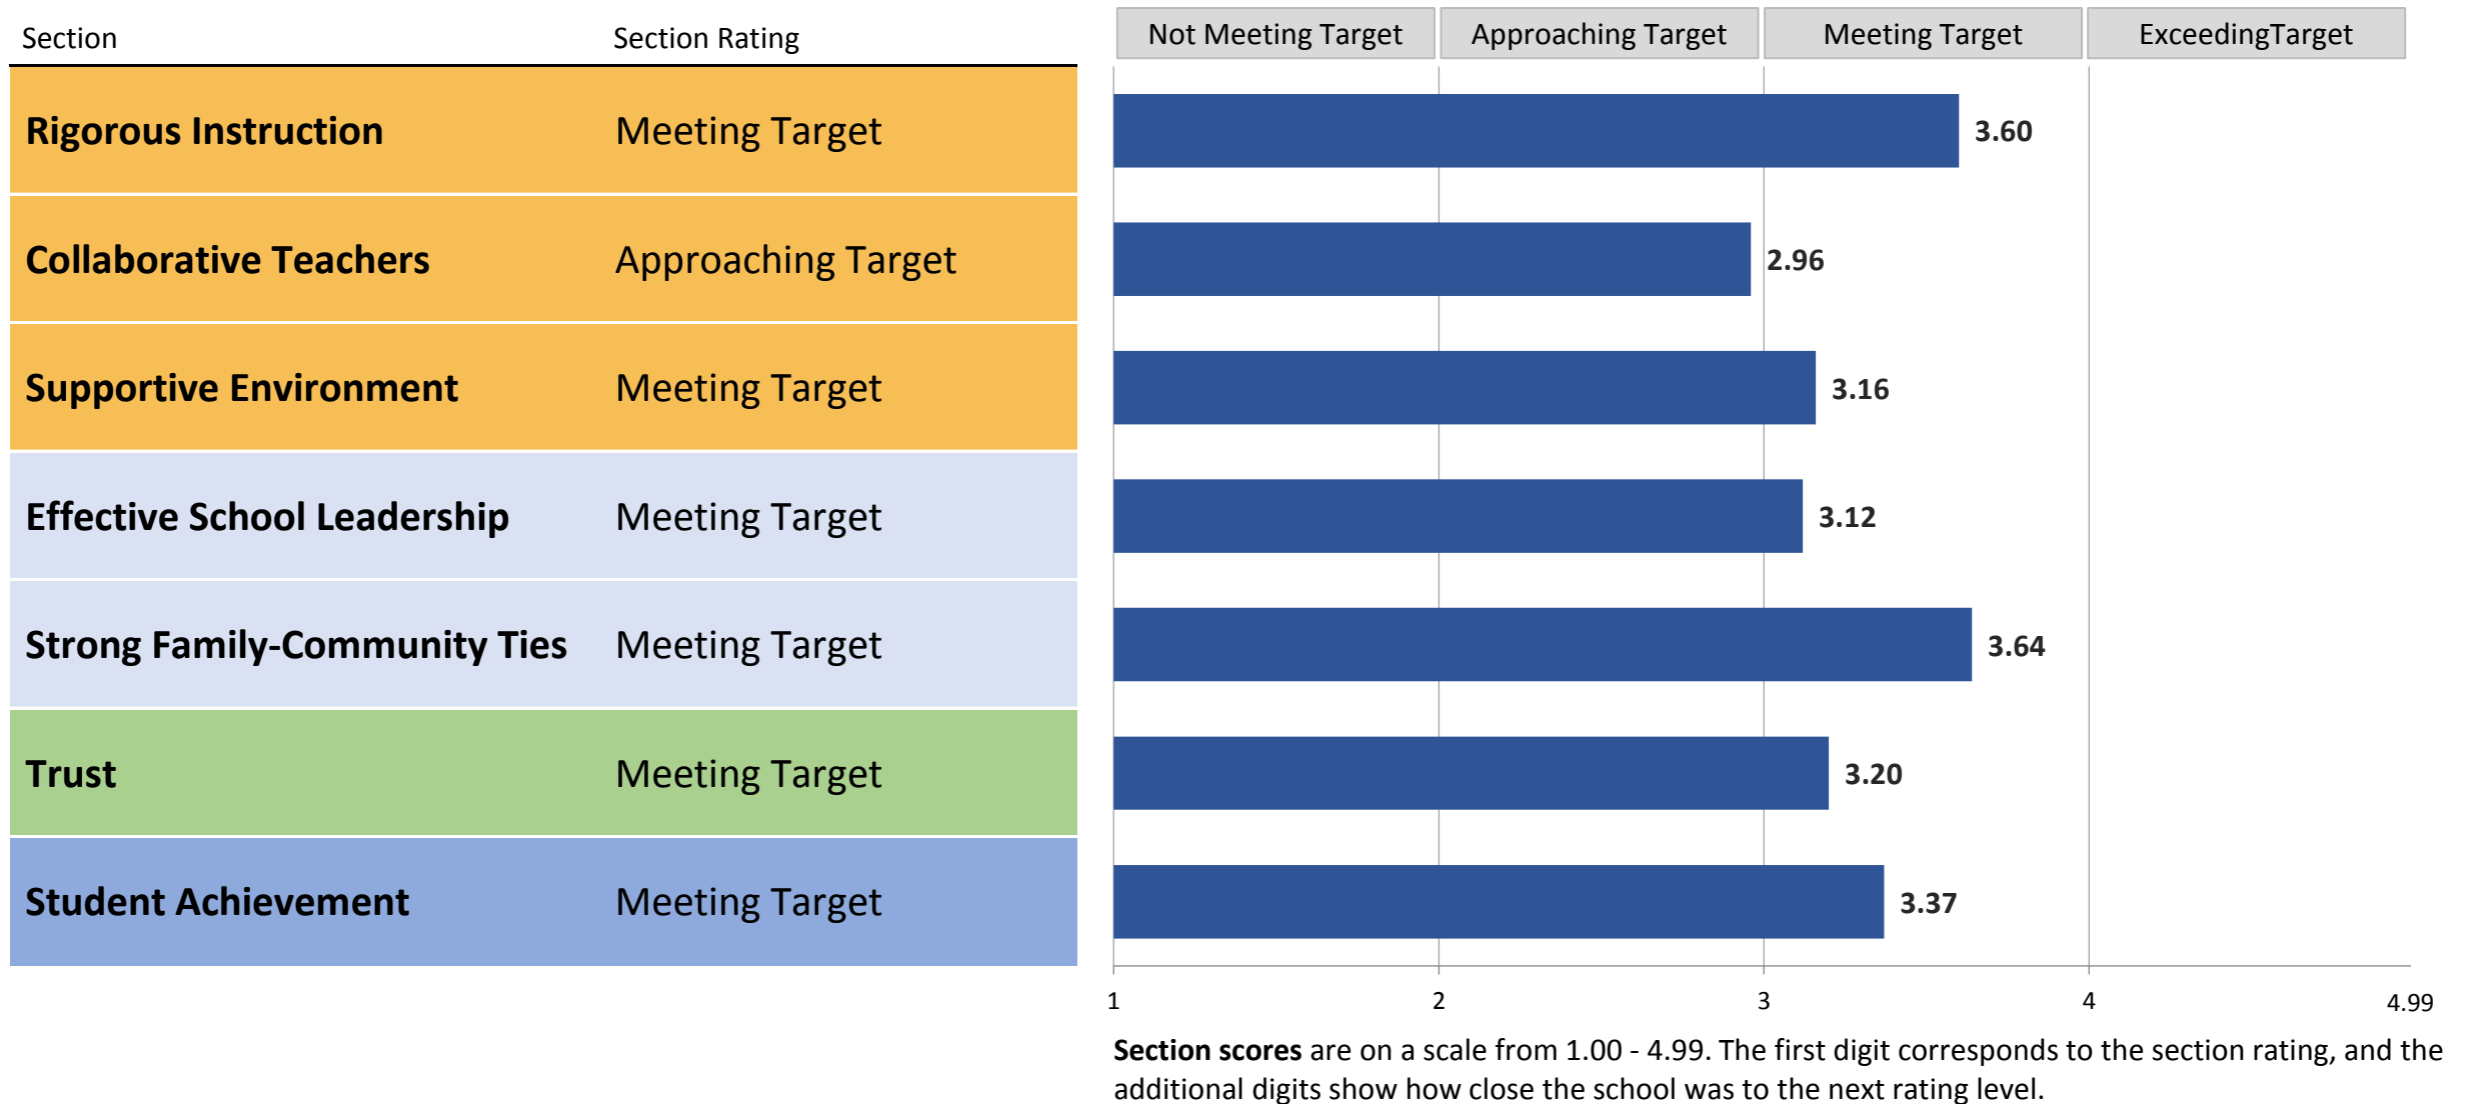 Section Section Rating Not Meeting Target Approaching Target Meeting Target ExceedingTarget
Rigorous Instruction Meeting Target 3.60
Collaborative Teachers Approaching Target 2.96
Supportive Environment Meeting Target 3.16
Effective School Leadership Meeting Target 3.12
Strong Family-Community Ties Meeting Target 3.64
Trust Meeting Target 3.20
Student Achievement Meeting Target 3.37
1 2 3 4 4.99
Section scores are on a scale from 1.00 - 4.99. The first digit corresponds to the section rating, and the
additional digits show how close the school was to the next rating level.